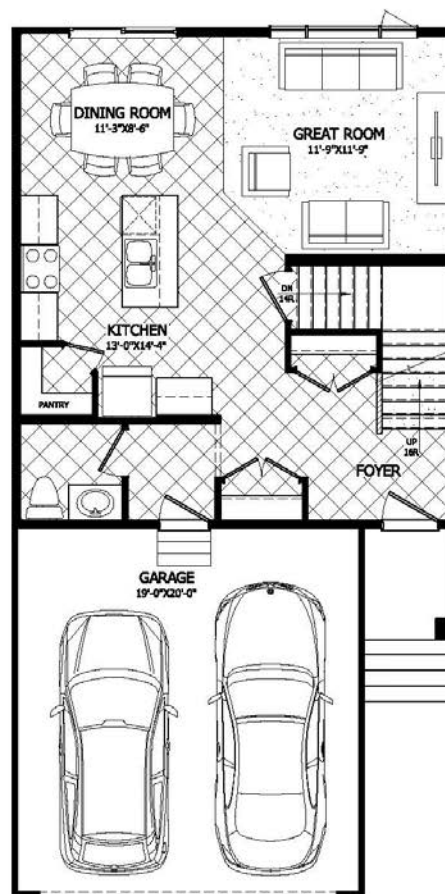 DINING ROOM
11'-3"X8'-6"
GREAT ROOM
11'-9"X11'-9"
DN
14R
KITCHEN
13'-0"X14'-4"
PANTRY
UP
16R
FOYER
GARAGE
19'-0"X20'-0"